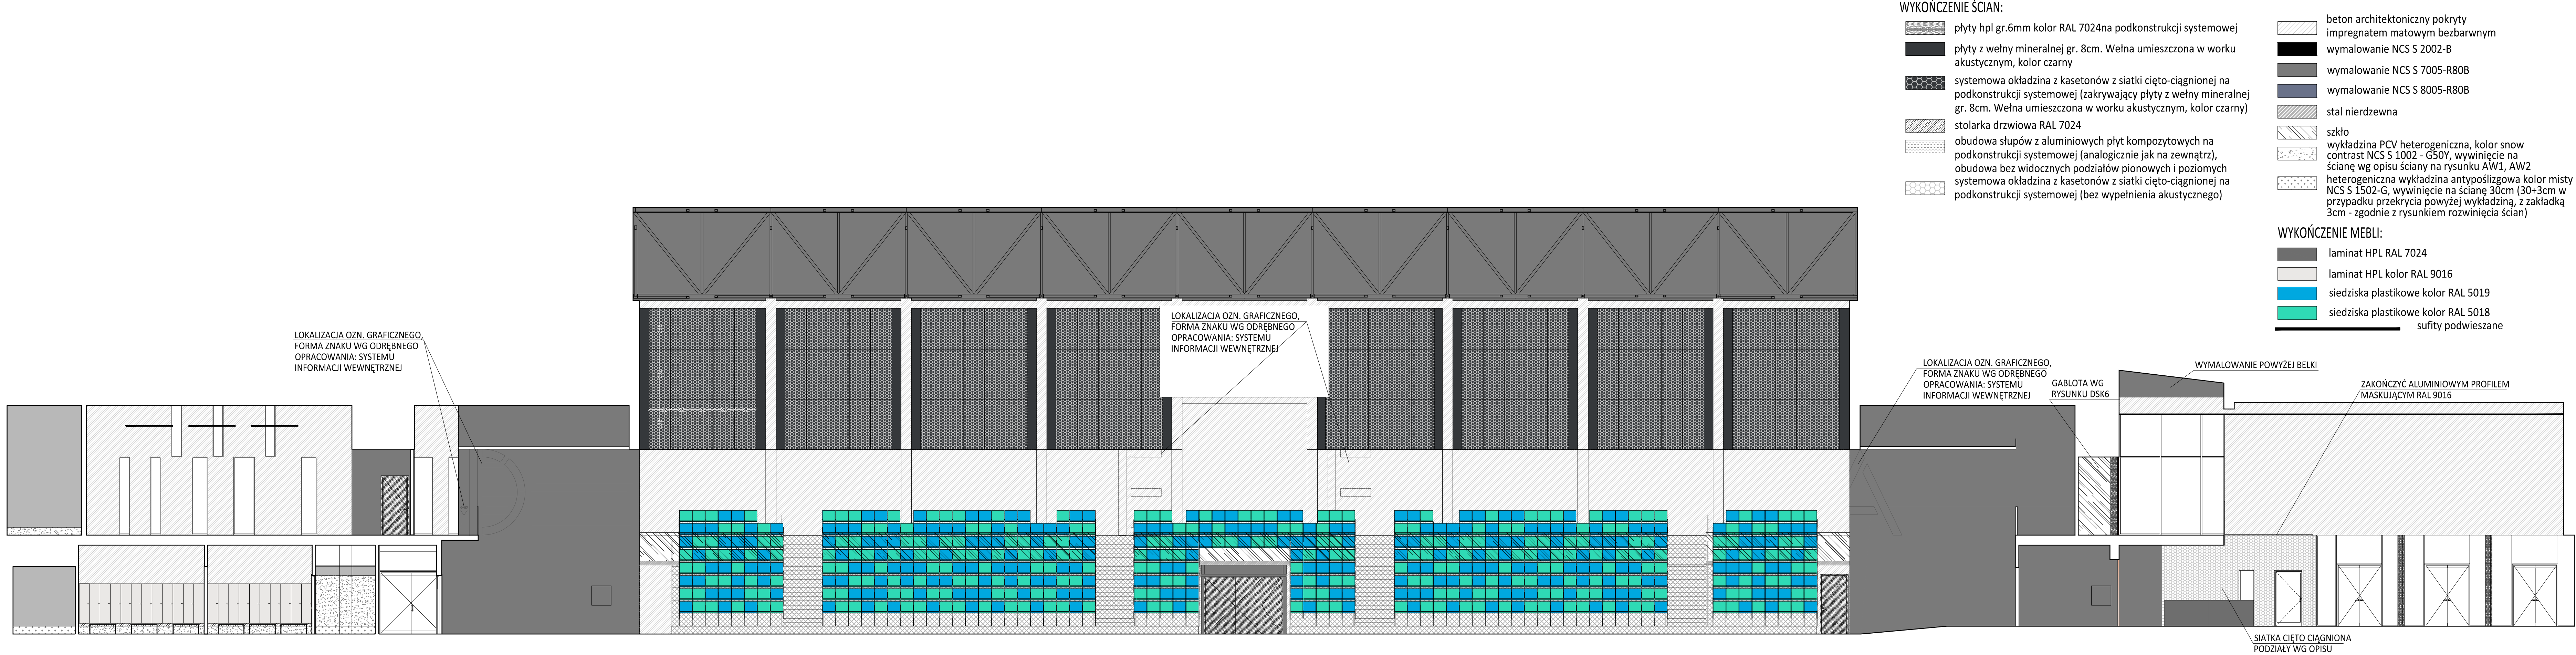 WYKOŃCZENIE ŚCIAN:
płyty hpl gr.6mm kolor RAL 7024na podkonstrukcji systemowej
płyty z wełny mineralnej gr. 8cm. Wełna umieszczona w worku
akustycznym, kolor czarny
systemowa okładzina z kasetonów z siatki cięto-ciągnionej na
podkonstrukcji systemowej (zakrywający płyty z wełny mineralnej
gr. 8cm. Wełna umieszczona w worku akustycznym, kolor czarny)
stolarka drzwiowa RAL 7024
obudowa słupów z aluminiowych płyt kompozytowych na
podkonstrukcji systemowej (analogicznie jak na zewnątrz),
obudowa bez widocznych podziałów pionowych i poziomych
systemowa okładzina z kasetonów z siatki cięto-ciągnionej na
podkonstrukcji systemowej (bez wypełnienia akustycznego)
beton architektoniczny pokryty
impregnatem matowym bezbarwnym
wymalowanie NCS S 2002-B
wymalowanie NCS S 7005-R80B
wymalowanie NCS S 8005-R80B
stal nierdzewna
szkło
wykładzina PCV heterogeniczna, kolor snow
contrast NCS S 1002 - G50Y, wywinięcie na
ścianę wg opisu ściany na rysunku AW1, AW2
heterogeniczna wykładzina antypoślizgowa kolor misty
NCS S 1502-G, wywinięcie na ścianę 30cm (30+3cm w
przypadku przekrycia powyżej wykładziną, z zakładką
3cm - zgodnie z rysunkiem rozwinięcia ścian)
WYKOŃCZENIE MEBLI:
laminat HPL RAL 7024
laminat HPL kolor RAL 9016
siedziska plastikowe kolor RAL 5019
siedziska plastikowe kolor RAL 5018
sufity podwieszane
LOKALIZACJA OZN. GRAFICZNEGO,
FORMA ZNAKU WG ODRĘBNEGO
OPRACOWANIA: SYSTEMU
INFORMACJI WEWNĘTRZNEJ
LOKALIZACJA OZN. GRAFICZNEGO,
FORMA ZNAKU WG ODRĘBNEGO
OPRACOWANIA: SYSTEMU
INFORMACJI WEWNĘTRZNEJ
LOKALIZACJA OZN. GRAFICZNEGO,
FORMA ZNAKU WG ODRĘBNEGO
OPRACOWANIA: SYSTEMU
INFORMACJI WEWNĘTRZNEJ
GABLOTA WG
RYSUNKU DSK6
WYMALOWANIE POWYŻEJ BELKI
ZAKOŃCZYĆ ALUMINIOWYM PROFILEM
MASKUJĄCYM RAL 9016
SIATKA CIĘTO CIĄGNIONA
PODZIAŁY WG OPISU